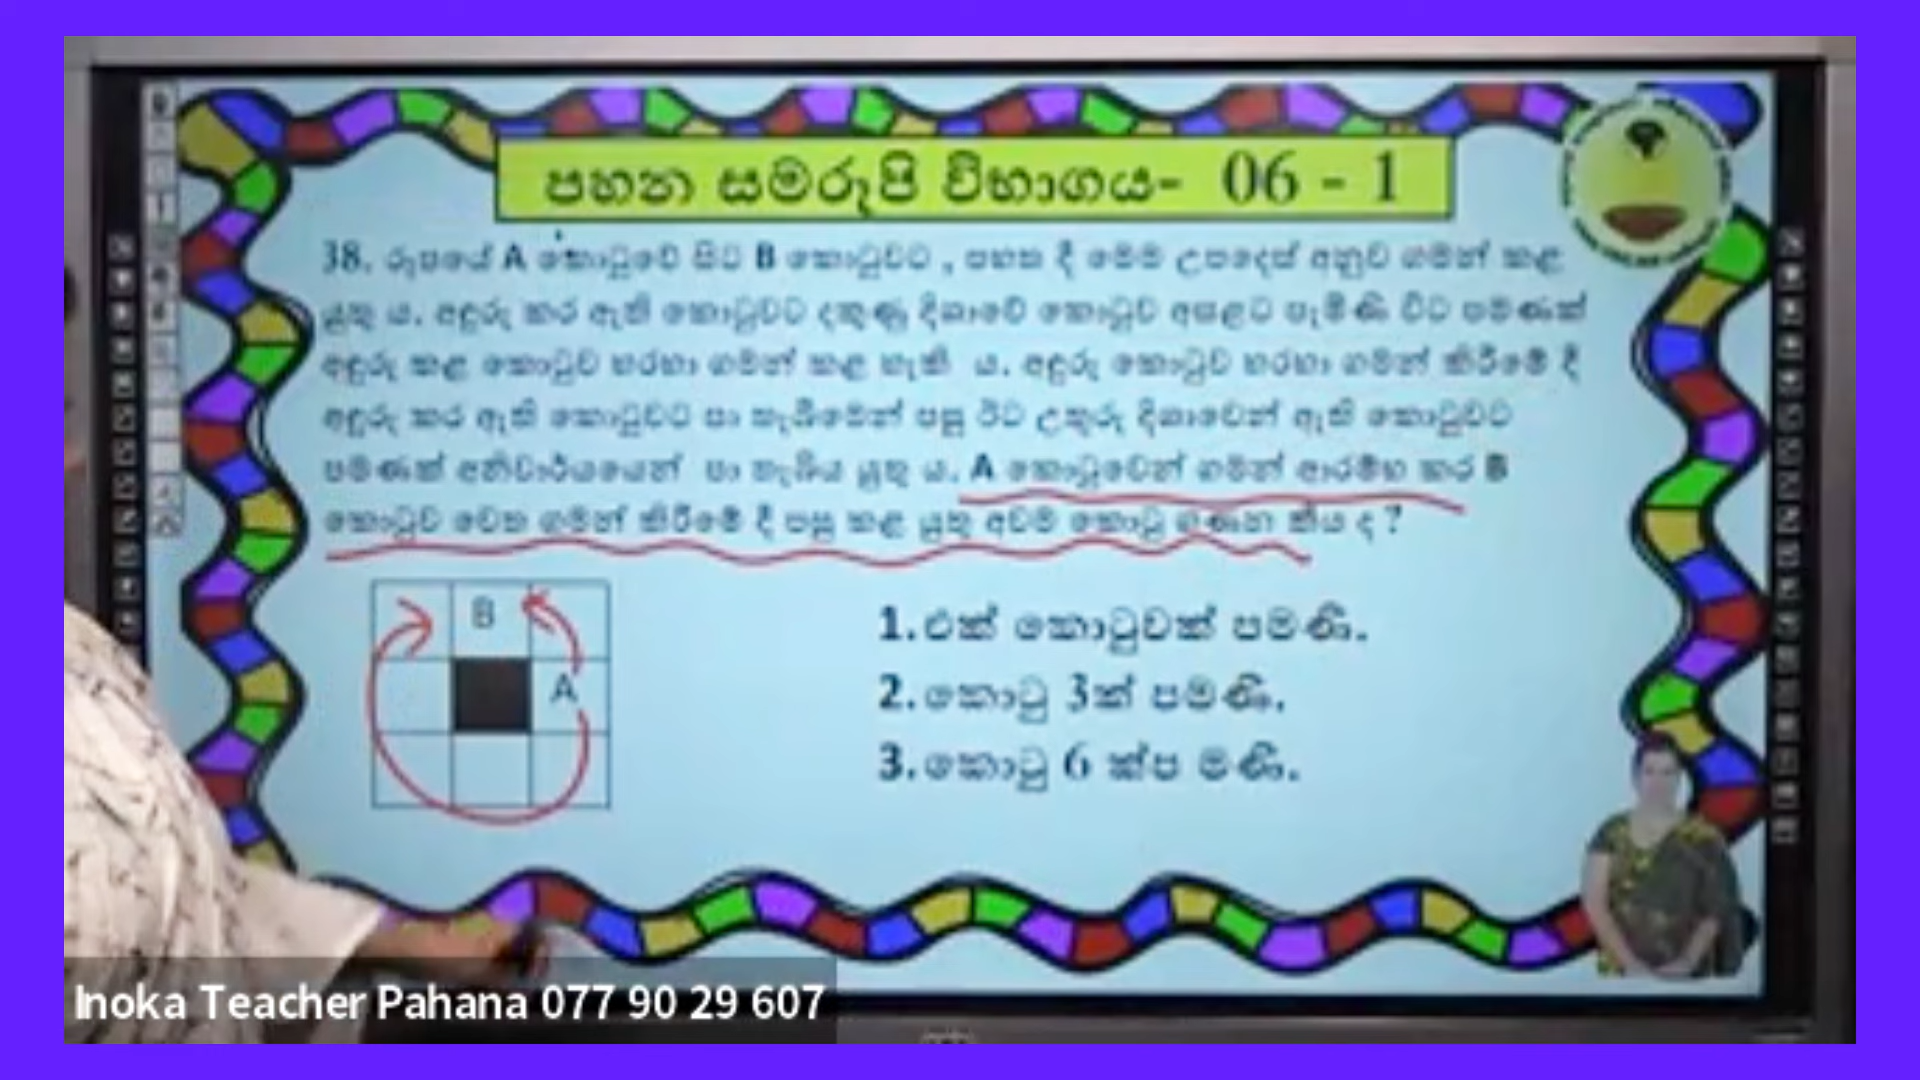 පහන සමරූපි විභාගය- 06 - 1
38. රූපයේ A කොටුවේ සිට B කොටුවට , පහත දී මෙම උපදෙස් අනුව ගමන් කළ
යුතු ය. අඳුරු කර ඇති කොටුවට දකුණු දිශාවේ කොටුව අසළට පැමිණි විට පමණක්
අඳුරු කළ කොටුව හරහා ගමන් කළ හැකි ය. අඳුරු කොටුව හරහා ගමන් කිරීමේ දී
අඳුරු කර ඇති කොටුවට පා තැබීමෙන් පසු ඊට උතුරු දිශාවෙන් ඇති කොටුවට
පමණක් අනිවාර්යයෙන් පා තැබිය යුතු ය. A කොටුවෙන් ගමන් ආරම්භ කර B
කොටුව වෙත ගමන් කිරීමේ දී පසු කළ යුතු අවම කොටු ගණන කීය ද ?
B
A
1. එක් කොටුවක් පමණි.
2. කොටු 3ක් පමණි.
3. කොටු 6 ක්ප මණි.
Inoka Teacher Pahana 077 90 29 607